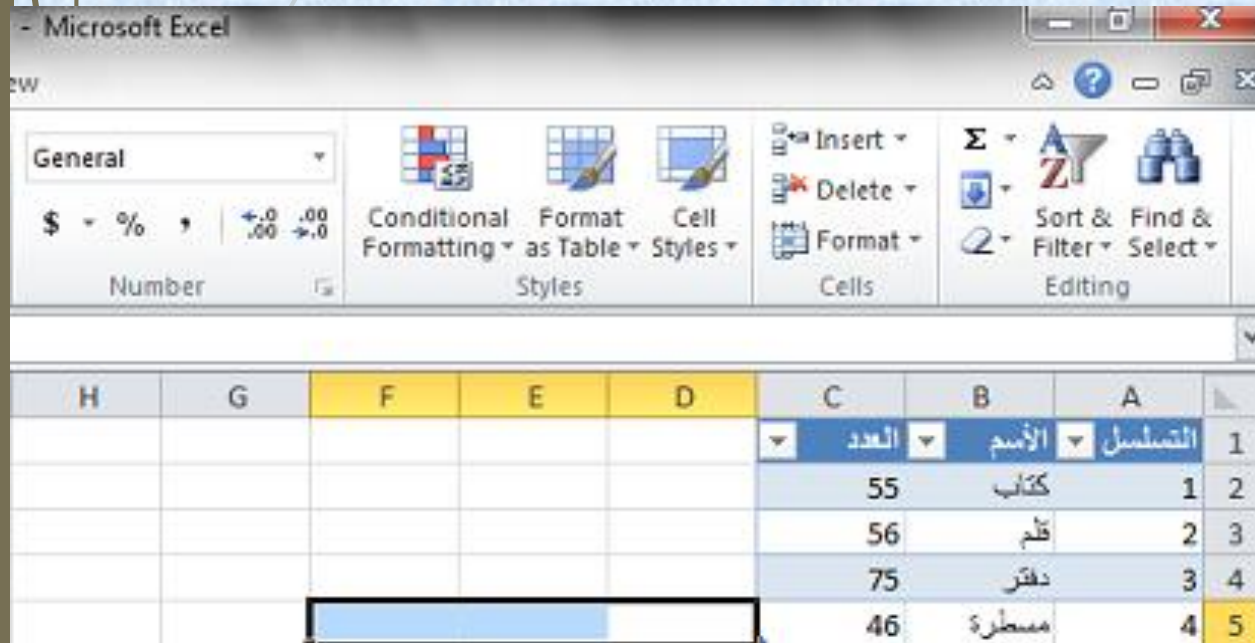 - Microsoft Excel
ew
General
$ % ,
Number
Conditional Formatting
Format as Table
Cell Styles
Styles
Insert
Delete
Format
Cells
Σ
Sort & Filter
Find & Select
Editing
H G F E D C B A
التسلسل الأسم العدد 1
1 كتاب 55 2
2 قلم 56 3
3 دفتر 75 4
4 مسطرة 46 5